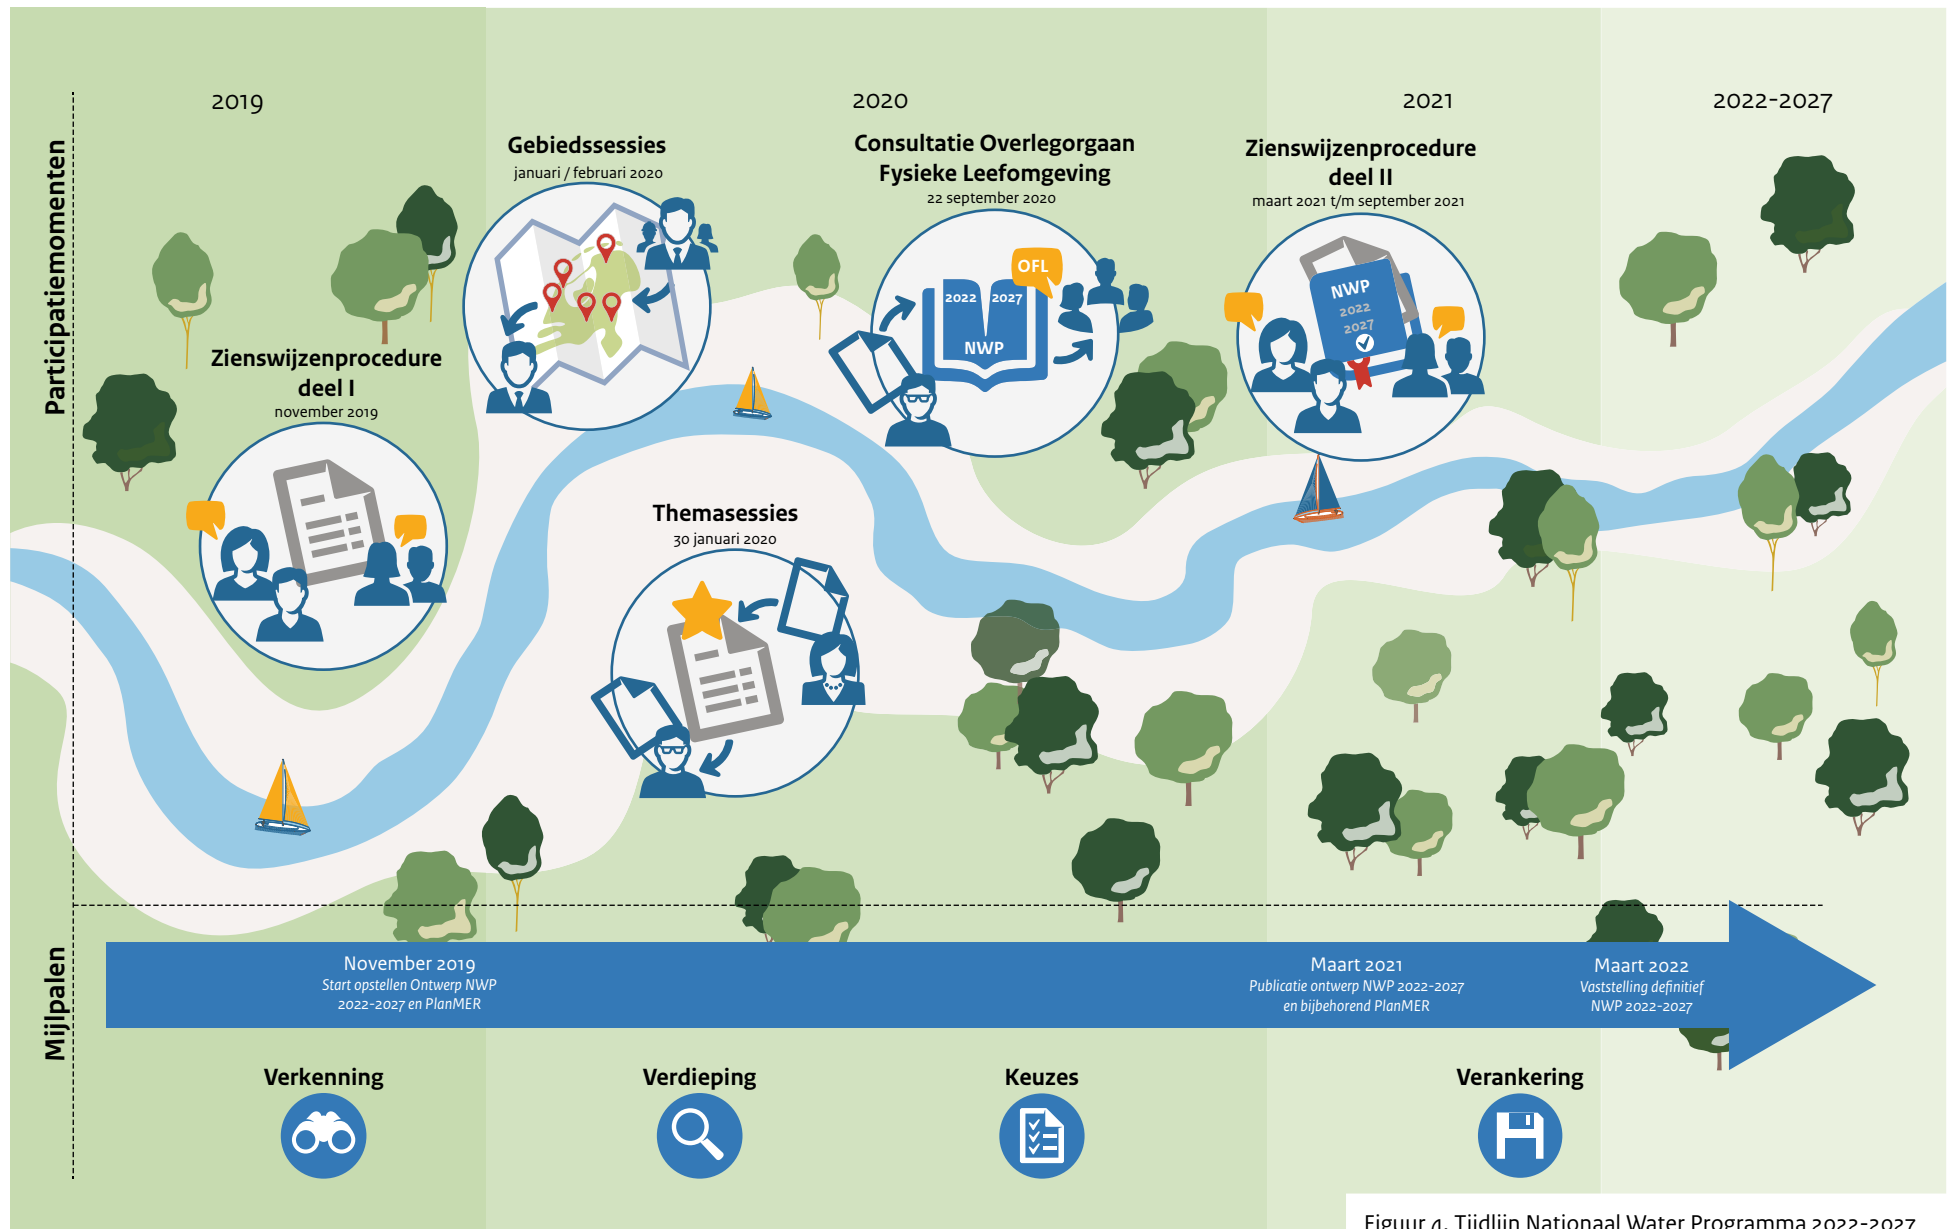 2019
2020
2021
2022-2027
Participatiemomenten
Zienswijzenprocedure
deel I
november 2019
Gebiedssessies
januari / februari 2020
Themasessies
30 januari 2020
Consultatie Overlegorgaan
Fysieke Leefomgeving
22 september 2020
OFL
2022 2027
NWP
Zienswijzenprocedure
deel II
maart 2021 t/m september 2021
NWP
2022
2027
Mijlpalen
November 2019
Start opstellen Ontwerp NWP
2022-2027 en PlanMER
Maart 2021
Publicatie ontwerp NWP 2022-2027
en bijbehorend PlanMER
Maart 2022
Vaststelling definitief
NWP 2022-2027
Verkenning
Verdieping
Keuzes
Verankering
Figuur 4. Tijdlijn Nationaal Water Programma 2022-2027